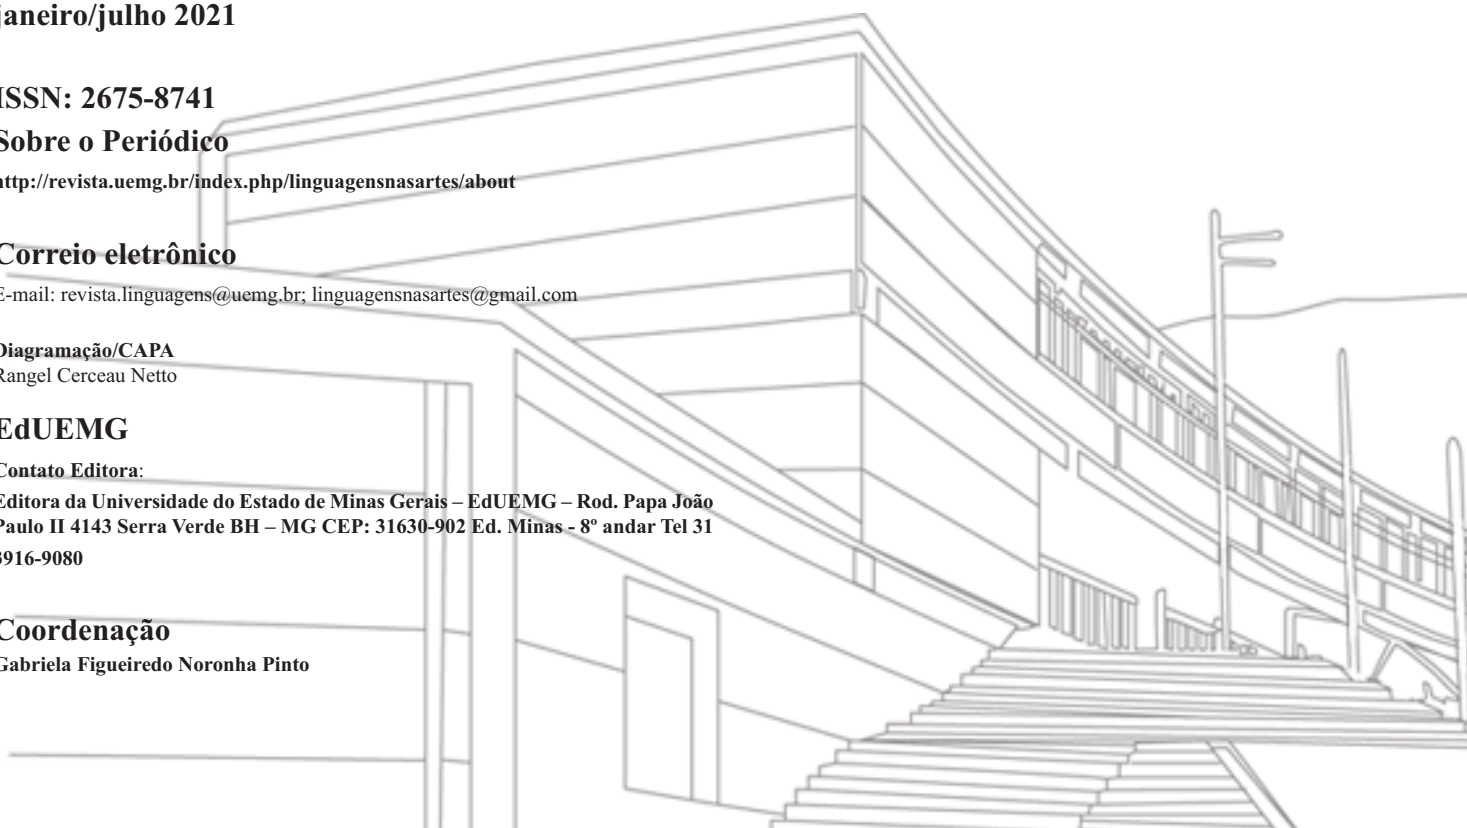 janeiro/julho 2021
ISSN: 2675-8741
Sobre o Periódico
http://revista.uemg.br/index.php/linguagensnasartes/about
Correio eletrônico
E-mail: revista.linguagens@uemg.br; linguagensnasartes@gmail.com
Diagramação/CAPA
Rangel Cerceau Netto
EdUEMG
Contato Editora:
Editora da Universidade do Estado de Minas Gerais – EdUEMG – Rod. Papa João
Paulo II 4143 Serra Verde BH – MG CEP: 31630-902 Ed. Minas - 8º andar Tel 31
3916-9080
Coordenação
Gabriela Figueiredo Noronha Pinto